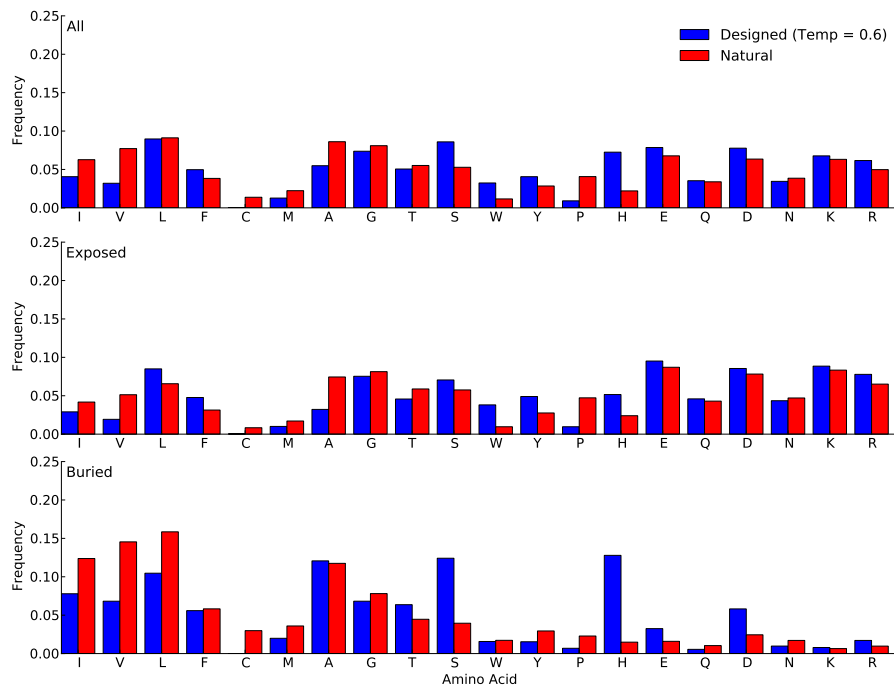 All
Designed (Temp = 0.6)
Natural
Frequency
0.25
0.20
0.15
0.10
0.05
0.00
I V L F C M A G T S W Y P H E Q D N K R
Exposed
Frequency
0.25
0.20
0.15
0.10
0.05
0.00
I V L F C M A G T S W Y P H E Q D N K R
Buried
Frequency
0.25
0.20
0.15
0.10
0.05
0.00
I V L F C M A G T S W Y P H E Q D N K R
Amino Acid